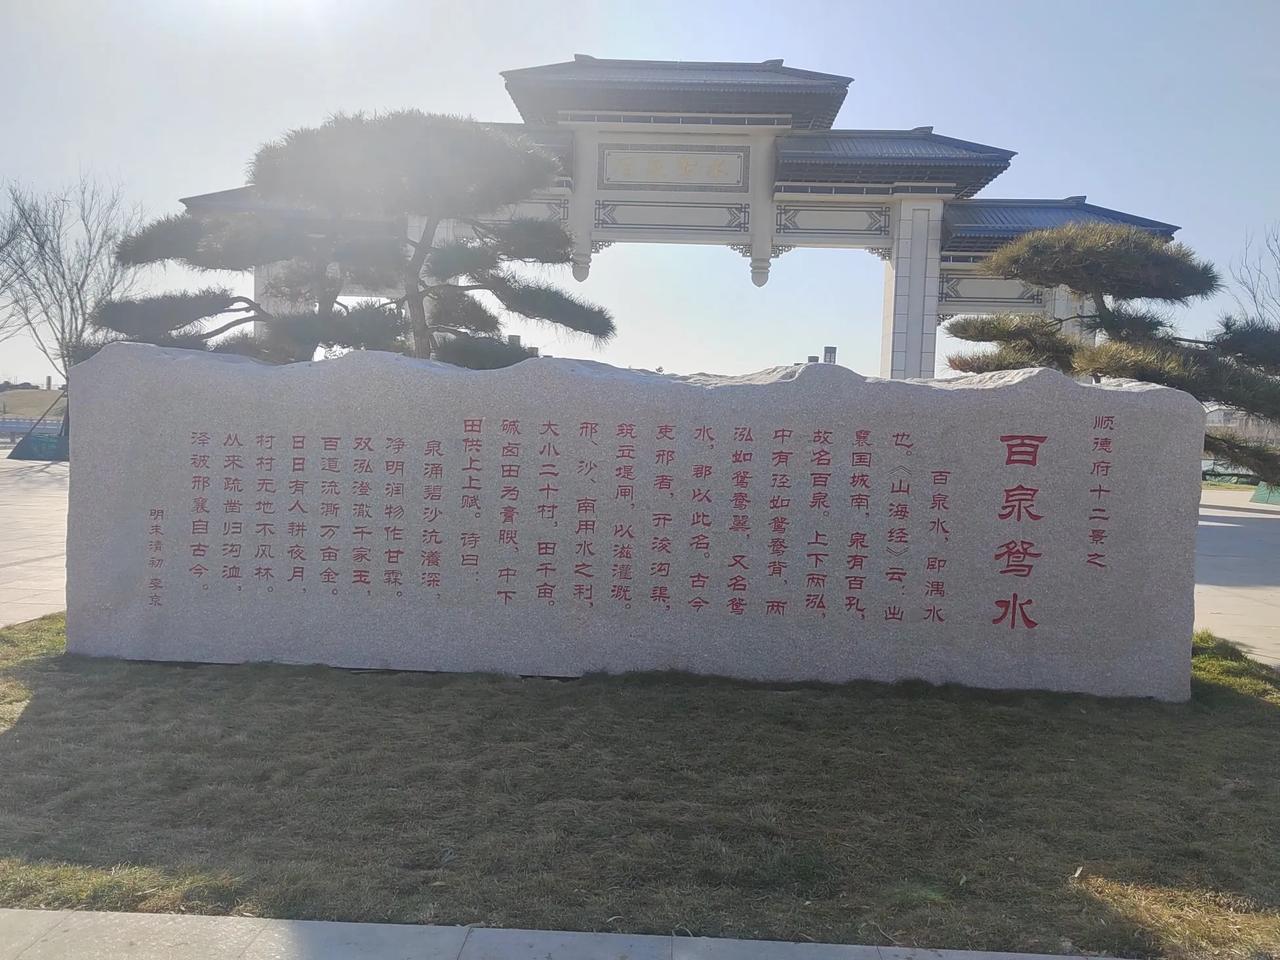 顺德府十二景之
百泉鸳水
百泉水，即湡水
也。《山海经》云：出
襄国城南，泉有百孔，
故名百泉。上下两泓，
中有径如鸳鸯背，两
泓如鸳鸯翼，又名鸳
水，郡以此名。古今
吏邢者，开浚沟渠，
筑五堤闸，以滋灌溉。
邢、沙、南用水之利，
大小二十村，田千亩。
碱卤田为膏腴，中下
田供上上赋。诗曰：
泉涌碧沙沆瀁深，
净明润物作甘霖。
双泓澄澈千家玉，
百道流澌万亩金。
日日有人耕夜月，
村村无地不风林。
从来疏凿归沟洫，
泽被邢襄自古今。
明末清初·李京